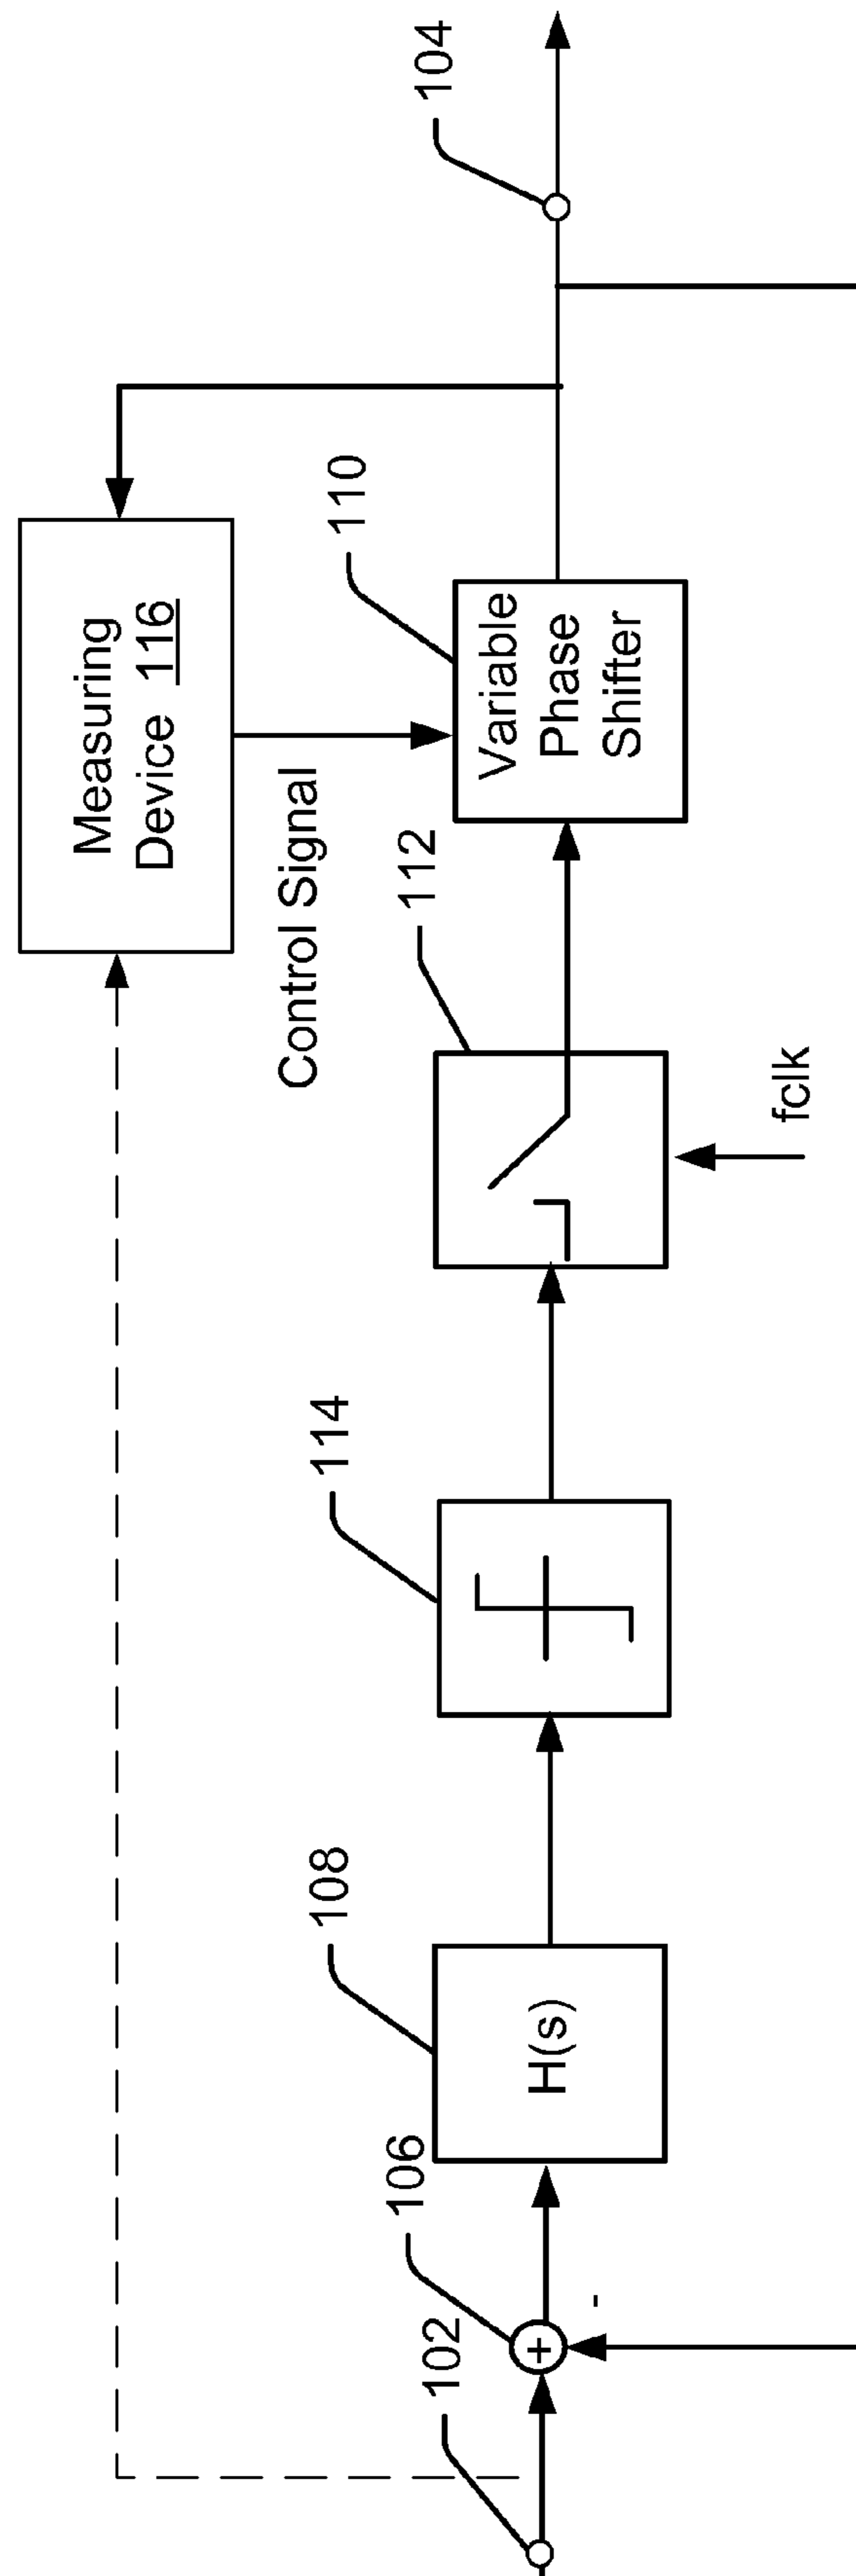 Measuring
Device 116
Control Signal
102
106
108
H(s)
114
112
110
104
Variable
Phase
Shifter
+
-
fclk